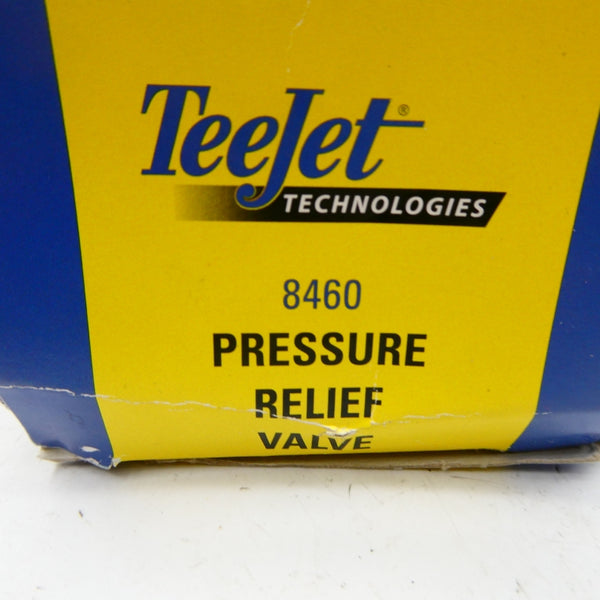 TeeJet®
TECHNOLOGIES
8460
PRESSURE
RELIEF
VALVE